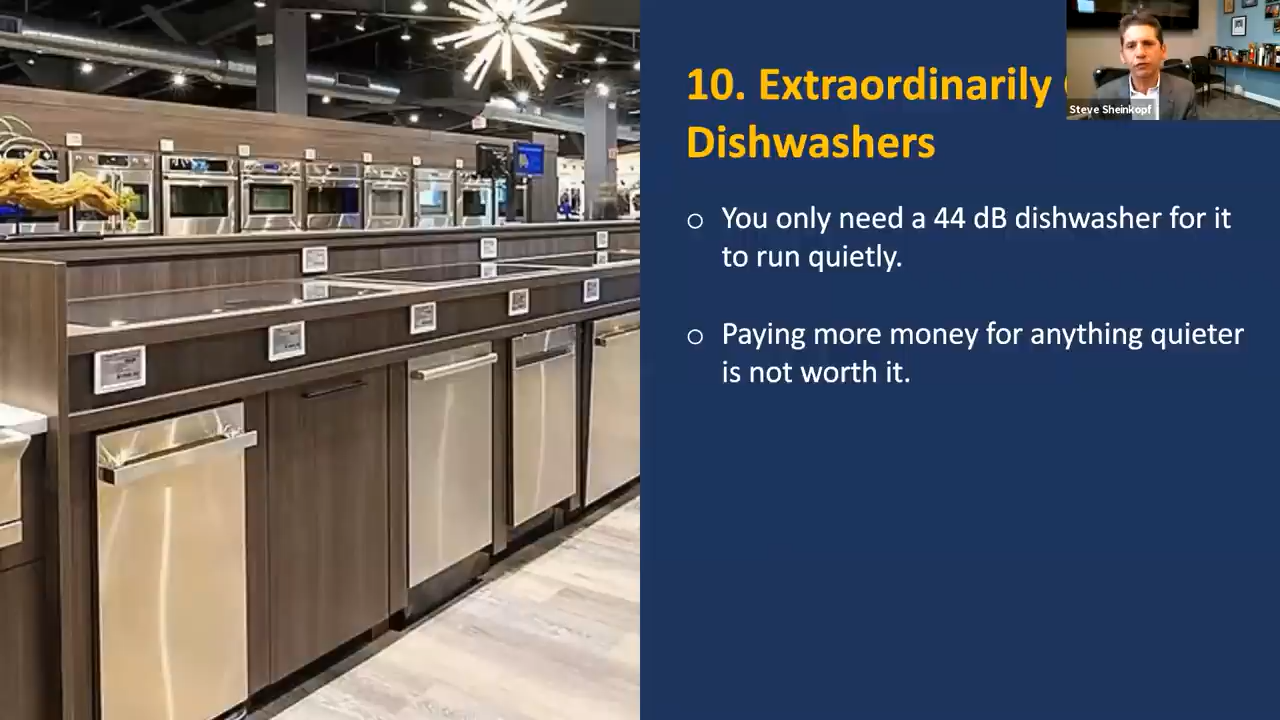 10. Extraordinarily
Dishwashers
Steve Sheinkopf
o You only need a 44 dB dishwasher for it
to run quietly.
o Paying more money for anything quieter
is not worth it.